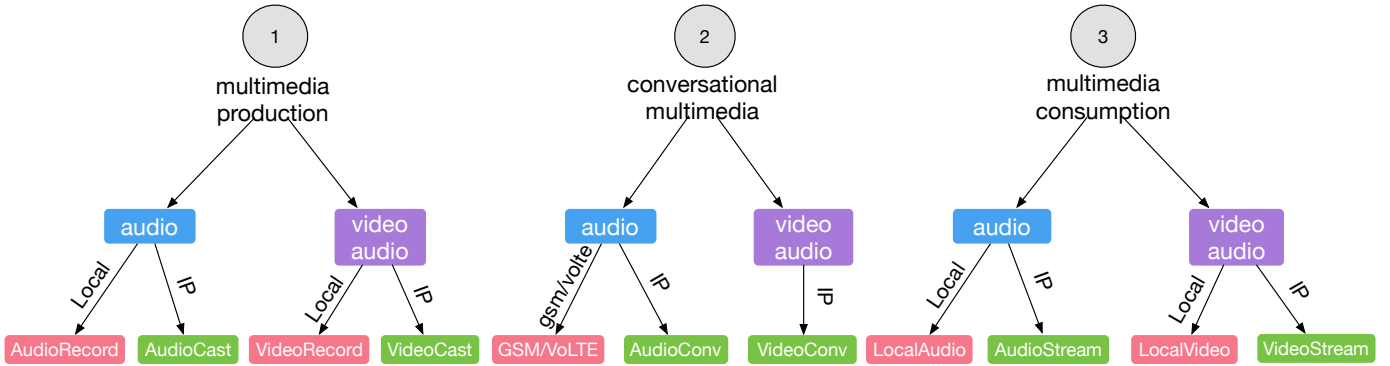 1
multimedia
production
audio
video
audio
Local
IP
Local
IP
AudioRecord
AudioCast
VideoRecord
VideoCast
2
conversational
multimedia
audio
video
audio
gsm/volte
IP
IP
GSM/VoLTE
AudioConv
VideoConv
3
multimedia
consumption
audio
video
audio
Local
IP
Local
IP
LocalAudio
AudioStream
LocalVideo
VideoStream